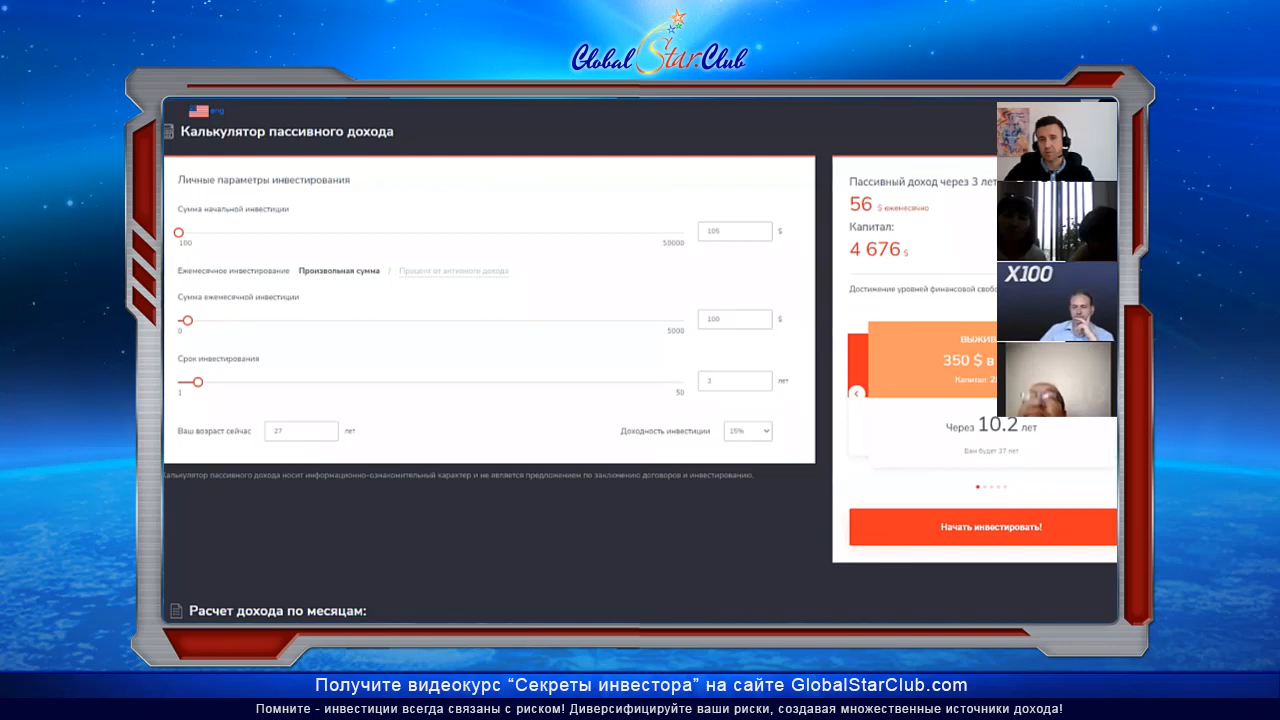 Global Star.Club
eng
Калькулятор пассивного дохода
Личные параметры инвестирования
Сумма начальной инвестиции
105 $
100 50000
Ежемесячное инвестирование Произвольная сумма / Процент от активного дохода
Сумма ежемесячной инвестиции
100 $
0 5000
Срок инвестирования
3 лет
1 50
Ваш возраст сейчас 27 лет Доходность инвестиции 15%
Калькулятор пассивного дохода носит информационно-ознакомительный характер и не является предложением по заключению договоров и инвестированию.
Пассивный доход через 3 лет
56 $ ежемесячно
Капитал:
4 676 $
Достижение уровней финансовой
350 $ в
Капитал:
Через 10.2 лет
Вам будет 37 лет
Начать инвестировать!
X100
Расчет дохода по месяцам:
Получите видеокурс “Секреты инвестора” на сайте GlobalStarClub.com
Помните - инвестиции всегда связаны с риском! Диверсифицируйте ваши риски, создавая множественные источники дохода!